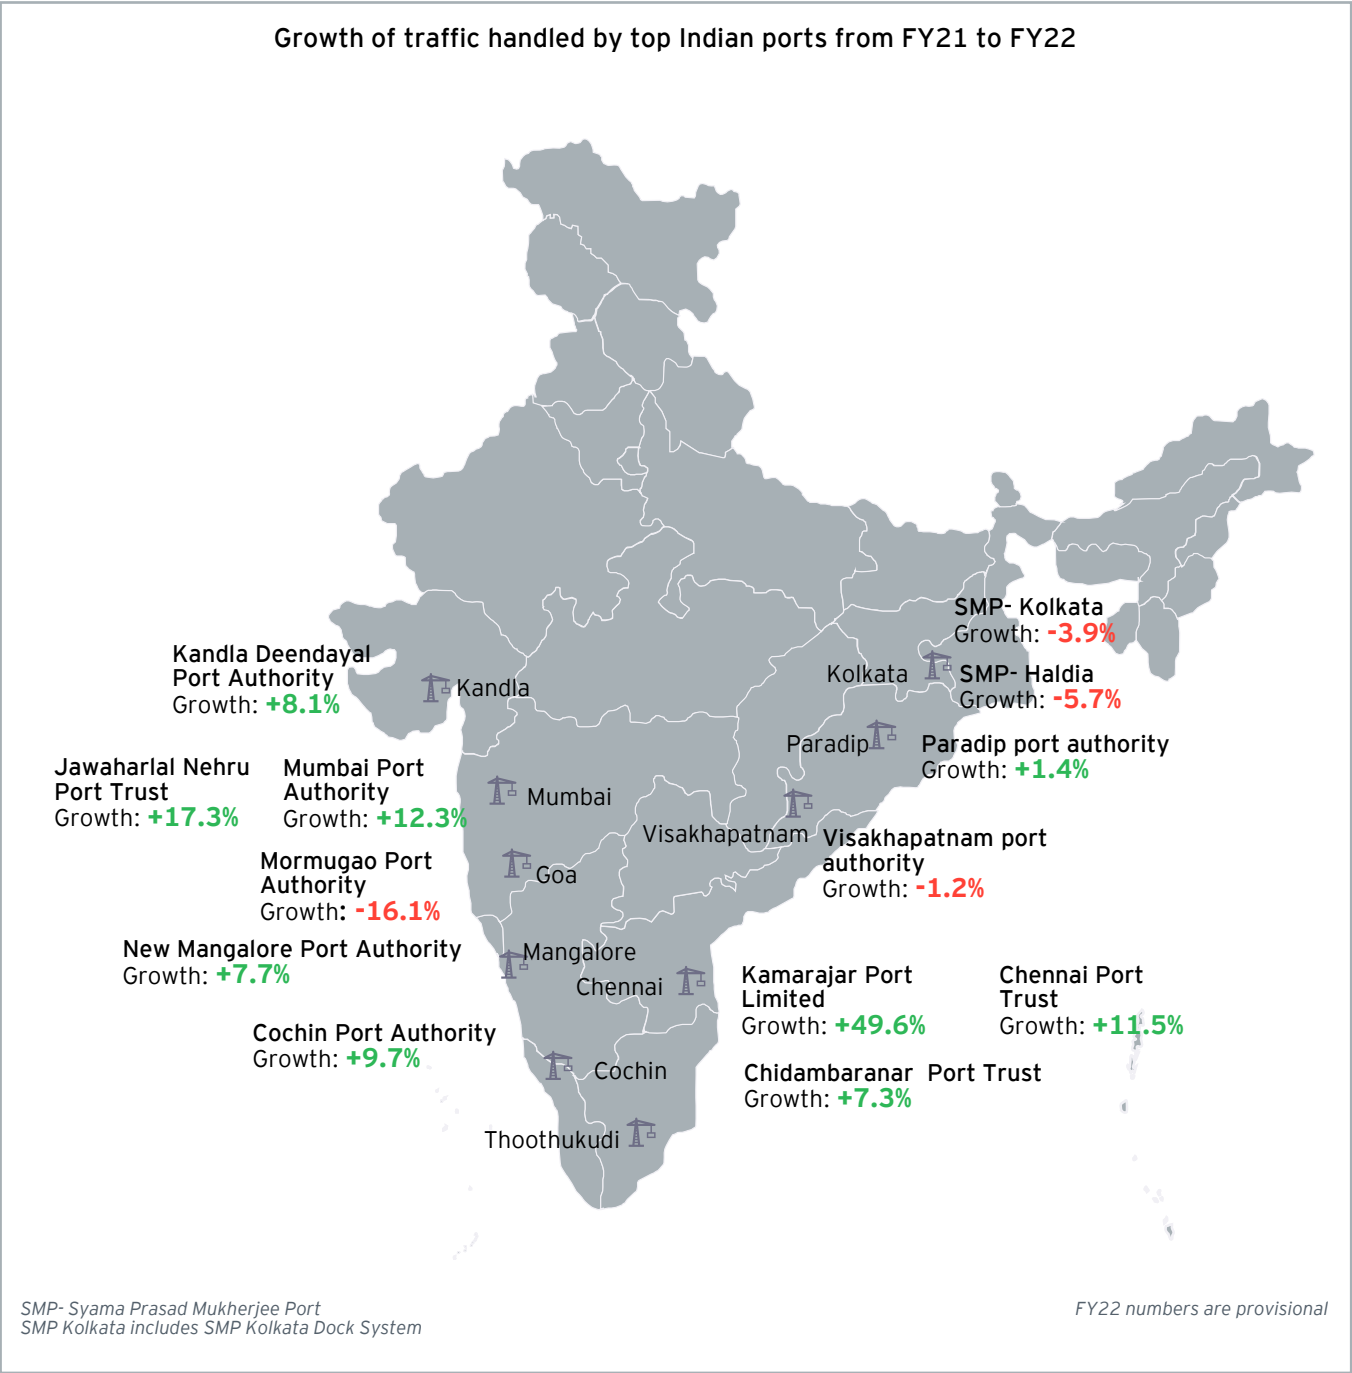 Growth of traffic handled by top Indian ports from FY21 to FY22
SMP- Kolkata
Growth: -3.9%
Kolkata
SMP- Haldia
Growth: -5.7%
Kandla Deendayal
Port Authority
Growth: +8.1%
Kandla
Paradip
Paradip port authority
Growth: +1.4%
Jawaharlal Nehru
Port Trust
Growth: +17.3%
Mumbai Port
Authority
Growth: +12.3%
Mumbai
Visakhapatnam
Visakhapatnam port
authority
Growth: -1.2%
Mormugao Port
Authority
Growth: -16.1%
Goa
New Mangalore Port Authority
Growth: +7.7%
Mangalore
Chennai
Kamarajar Port
Limited
Growth: +49.6%
Chennai Port
Trust
Growth: +11.5%
Cochin Port Authority
Growth: +9.7%
Cochin
Chidambaranar Port Trust
Growth: +7.3%
Thoothukudi
SMP- Syama Prasad Mukherjee Port
SMP Kolkata includes SMP Kolkata Dock System
FY22 numbers are provisional